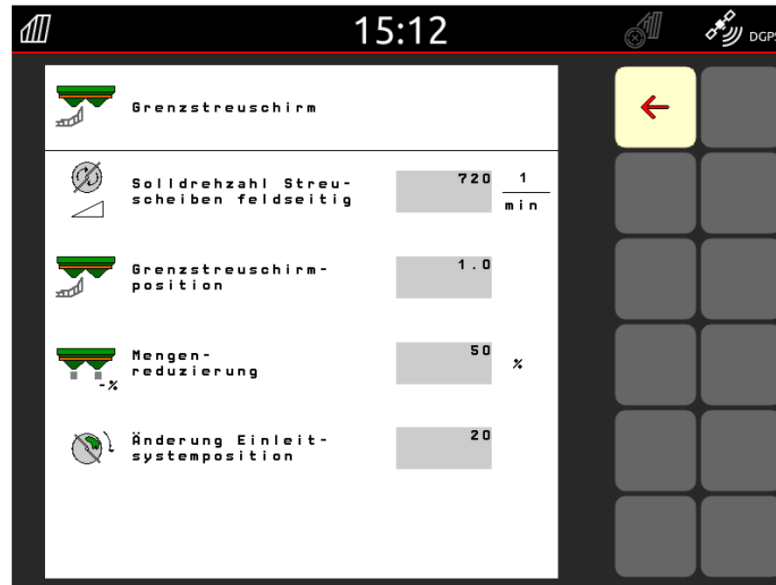 15:12
DGPS
Grenzstreuschirm
Solldrehzahl Streu-
scheiben feldseitig
720
1
min
Grenzstreuschirm-
position
1.0
Mengen-
reduzierung
50
%
-%
Änderung Einleit-
systemposition
20